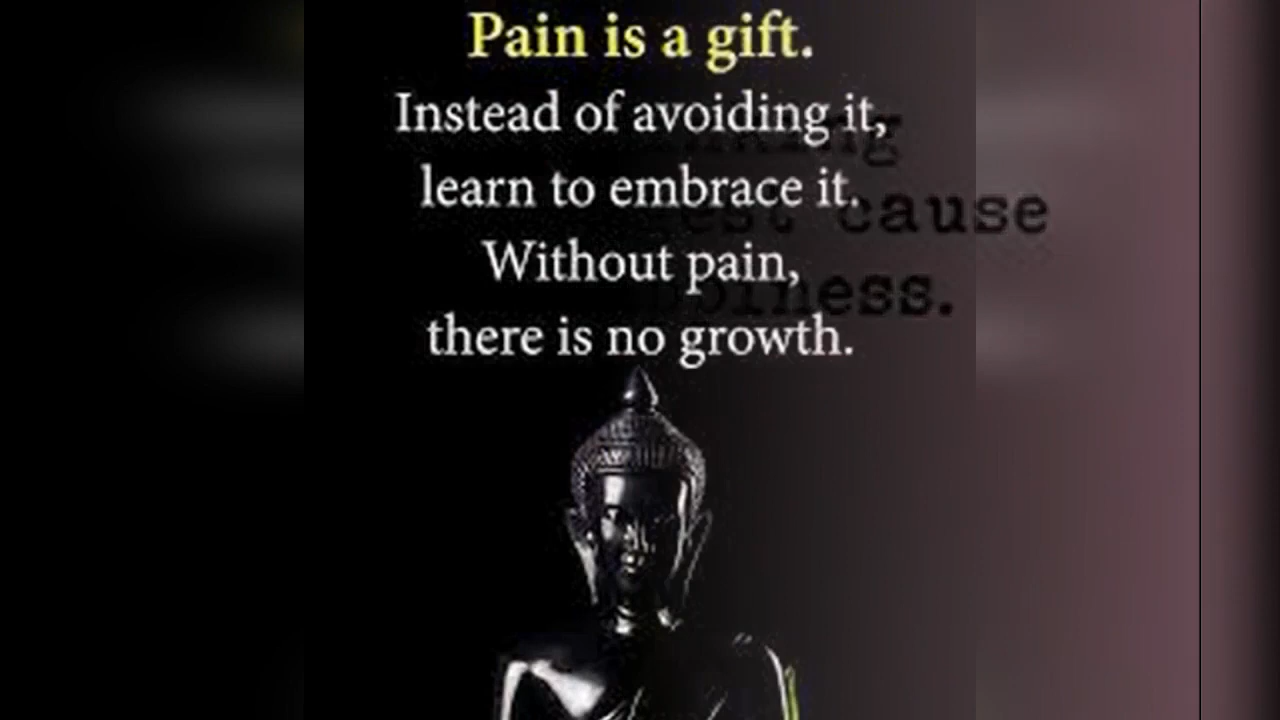 Pain is a gift.
Instead of avoiding it,
learn to embrace it.
Without pain,
there is no growth.
cause